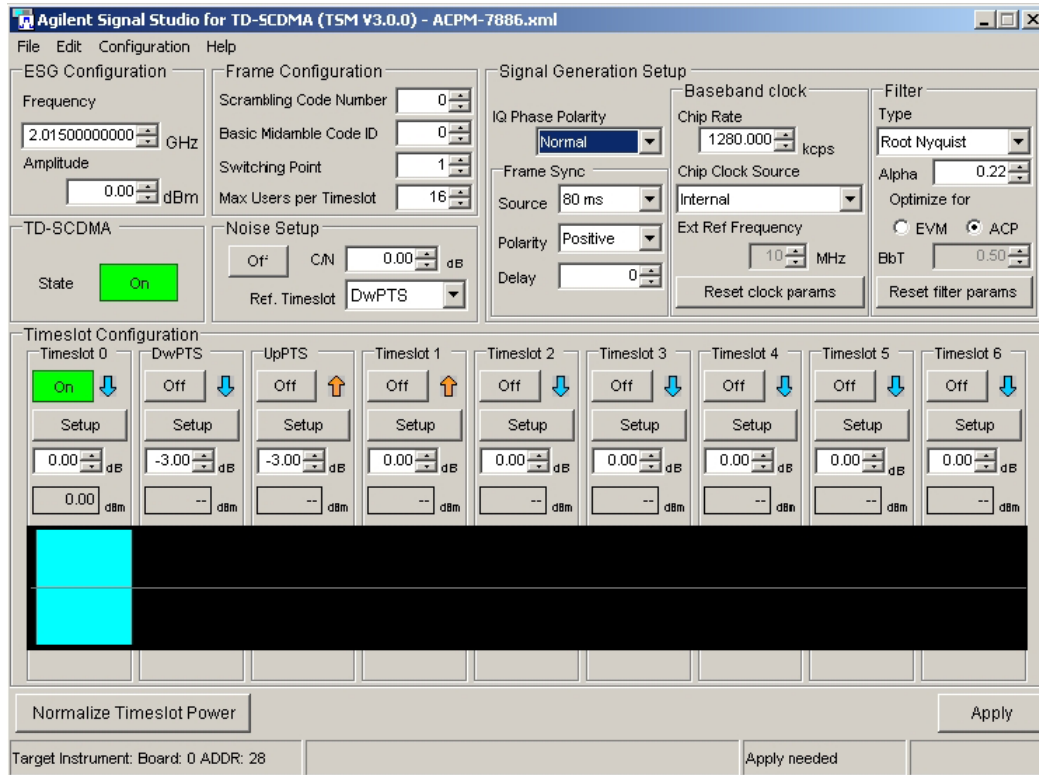 Agilent Signal Studio for TD-SCDMA (TSM V3.0.0) - ACPM-7886.xml
File Edit Configuration Help
ESG Configuration
Frequency
2.01500000000 GHz
Amplitude
0.00 dBm
Frame Configuration
Scrambling Code Number 0
Basic Midamble Code ID 0
Switching Point 1
Max Users per Timeslot 16
Signal Generation Setup
IQ Phase Polarity
Normal
Frame Sync
Source 80 ms
Polarity Positive
Delay 0
Baseband clock
Chip Rate
1280.000 kcps
Chip Clock Source
Internal
Ext Ref Frequency
10 MHz
Reset clock params
Filter
Type
Root Nyquist
Alpha 0.22
Optimize for
EVM ACP
BbT 0.50
Reset filter params
TD-SCDMA
State On
Noise Setup
Off C/N 0.00 dB
Ref. Timeslot DwPTS
Timeslot Configuration
Timeslot 0 DwPTS UpPTS Timeslot 1 Timeslot 2 Timeslot 3 Timeslot 4 Timeslot 5 Timeslot 6
On Off Off Off Off Off Off Off Off
Setup Setup Setup Setup Setup Setup Setup Setup Setup
0.00 dB -3.00 dB -3.00 dB 0.00 dB 0.00 dB 0.00 dB 0.00 dB 0.00 dB 0.00 dB
0.00 dBm -- dBm -- dBm -- dBm -- dBm -- dBm -- dBm -- dBm -- dBm
Normalize Timeslot Power
Apply
Target Instrument: Board: 0 ADDR: 28
Apply needed